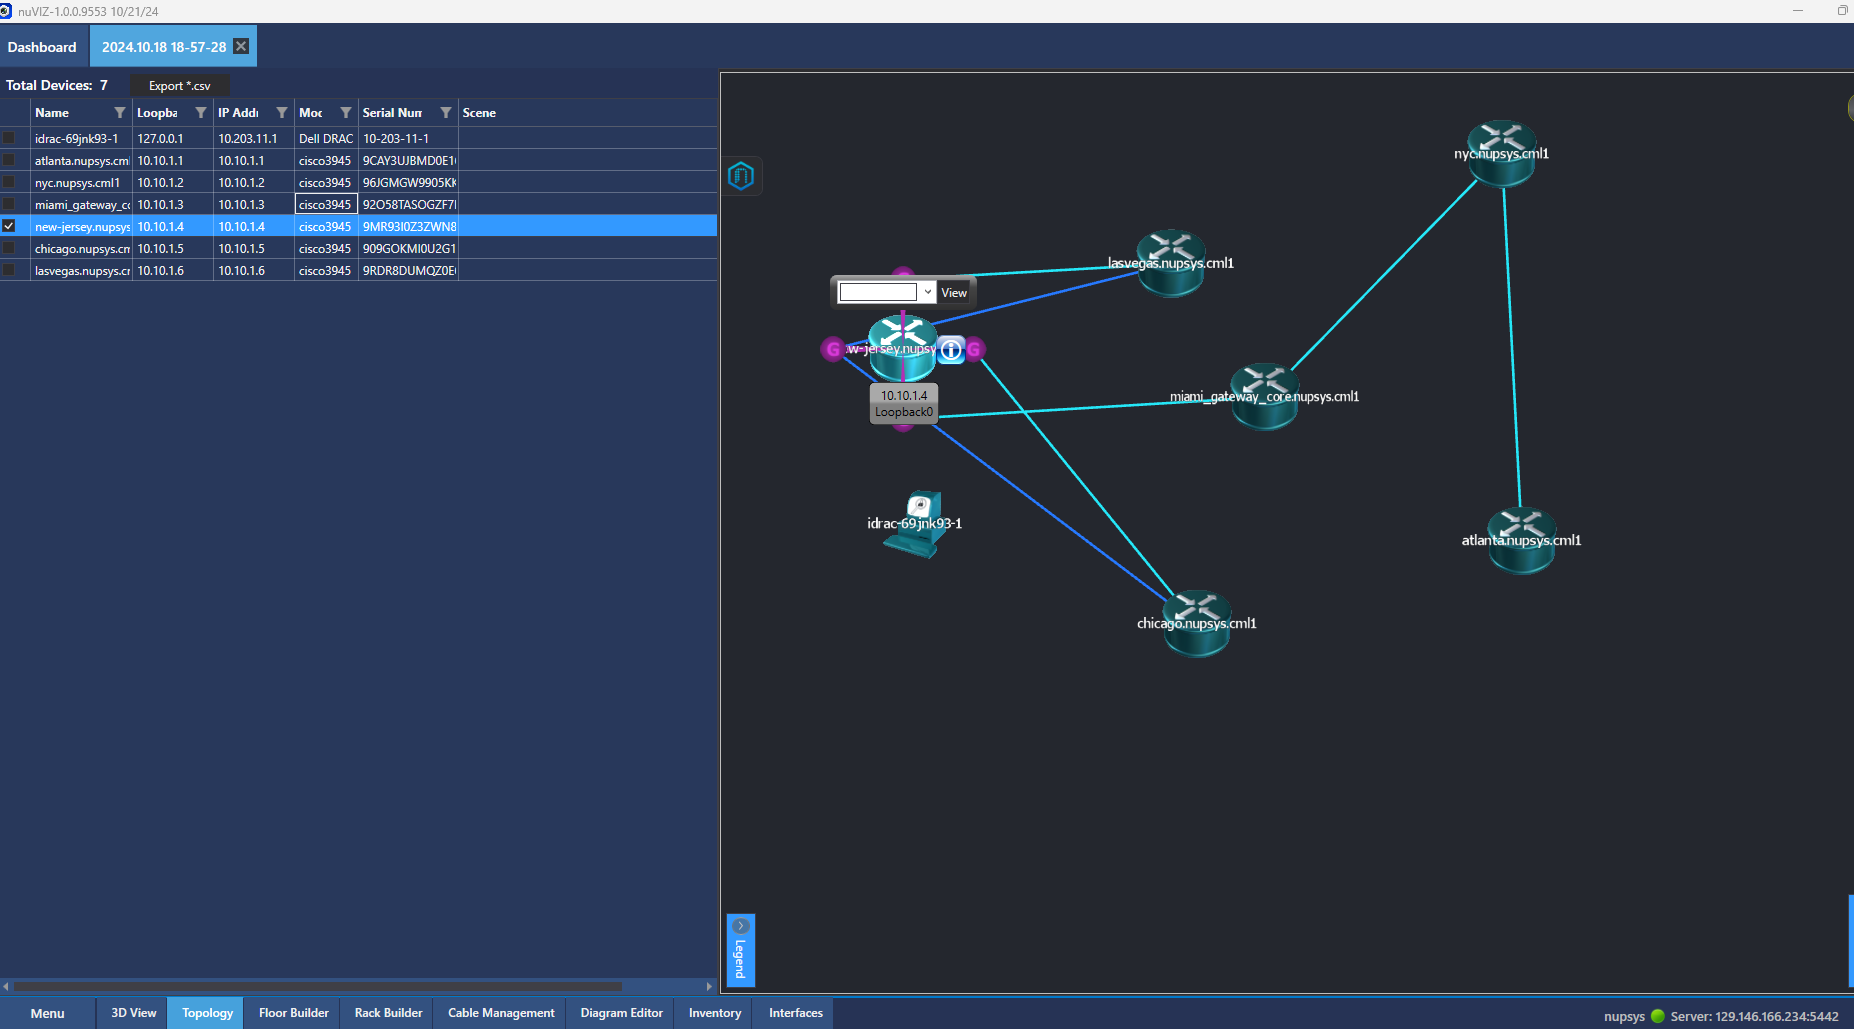 nuVIZ-1.0.0.9553 10/21/24
Dashboard
2024.10.18 18-57-28
Total Devices: 7
Export *.csv
Name Loopba IP Addr Moc Serial Num Scene
idrac-69jnk93-1 127.0.0.1 10.203.11.1 Dell DRAC 10-203-11-1
atlanta.nupsys.cml 10.10.1.1 10.10.1.1 cisco3945 9CAY3UJBMD0E1
nyc.nupsys.cml1 10.10.1.2 10.10.1.2 cisco3945 96JGMGW9905KK
miami_gateway_co 10.10.1.3 10.10.1.3 cisco3945 92O58TASOGZF7
new-jersey.nupsys 10.10.1.4 10.10.1.4 cisco3945 9MR93I0Z3ZWN8
chicago.nupsys.cm 10.10.1.5 10.10.1.5 cisco3945 909GOKMI0U2G1
lasvegas.nupsys.cr 10.10.1.6 10.10.1.6 cisco3945 9RDR8DUMQZ0E
nyc.nupsys.cml1
lasvegas.nupsys.cml1
View
G
w-jersey.nupsy
G
10.10.1.4
Loopback0
miami_gateway_core.nupsys.cml1
idrac-69jnk93-1
atlanta.nupsys.cml1
chicago.nupsys.cml1
Legend
Menu
3D View
Topology
Floor Builder
Rack Builder
Cable Management
Diagram Editor
Inventory
Interfaces
nupsys
Server: 129.146.166.234:5442